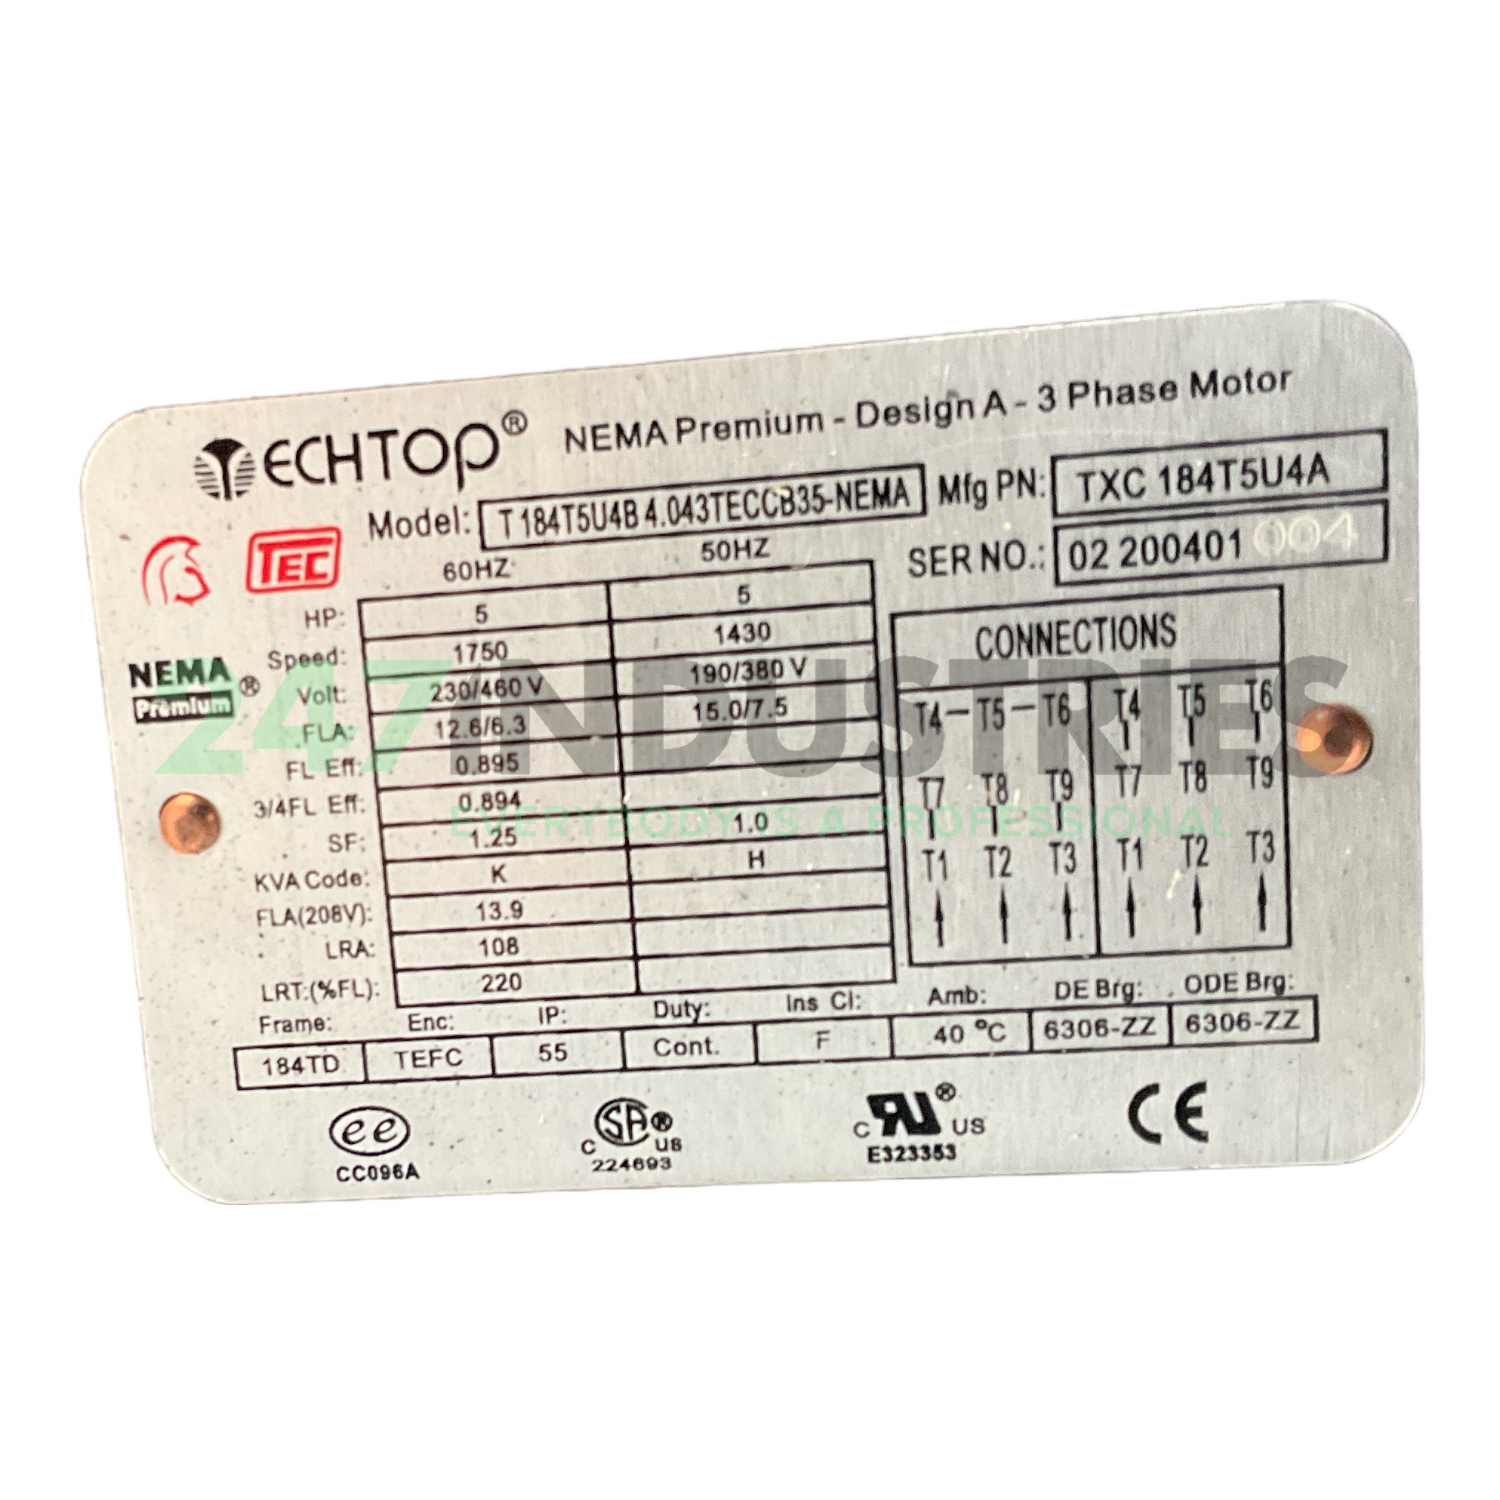 TECHTOP® NEMA Premium - Design A - 3 Phase Motor
Model: T184T5U4B4.043TECCB35-NEMA Mfg PN: TXC 184T5U4A
TEC SER NO.: 02 200401 004
60HZ 50HZ
HP: 5 5
Speed: 1750 1430
NEMA Premium®
Volt: 230/460 V 190/380 V
FLA: 12.6/6.3 15.0/7.5
FL Eff: 0.895
3/4FL Eff: 0.894
SF: 1.25 1.0
KVA Code: K H
FLA(208V): 13.9
LRA: 108
LRT:(%FL): 220
CONNECTIONS
T4-T5-T6 T4 T5 T6
T7 T8 T9 T7 T8 T9
T1 T2 T3 T1 T2 T3
Frame: Enc: IP: Duty: Ins Cl: Amb: DE Brg: ODE Brg:
184TD TEFC 55 Cont. F 40 °C 6306-ZZ 6306-ZZ
ee C SA® US C RU® US CE
CC096A 224693 E323353
247 INDUSTRIES
EVERYBODY IS A PROFESSIONAL